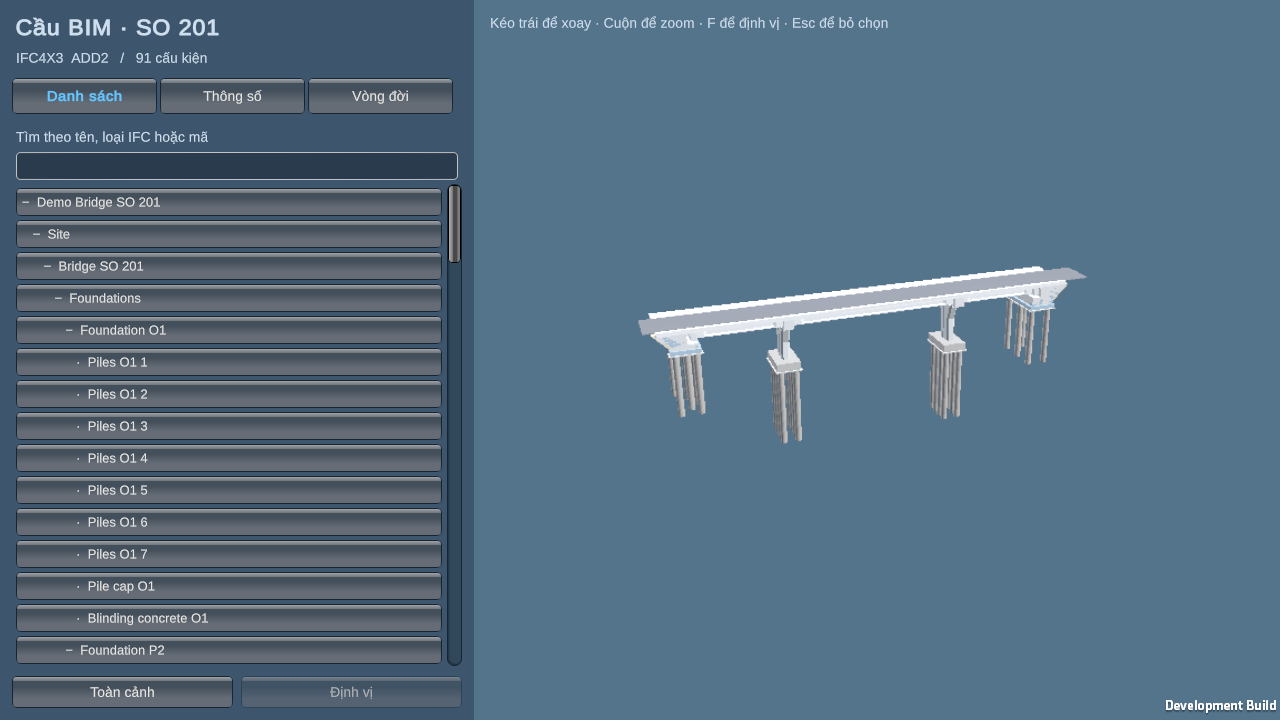 Cầu BIM · SO 201
IFC4X3 ADD2 / 91 cấu kiện
Danh sách
Thông số
Vòng đời
Tìm theo tên, loại IFC hoặc mã
− Demo Bridge SO 201
− Site
− Bridge SO 201
− Foundations
− Foundation O1
· Piles O1 1
· Piles O1 2
· Piles O1 3
· Piles O1 4
· Piles O1 5
· Piles O1 6
· Piles O1 7
· Pile cap O1
· Blinding concrete O1
− Foundation P2
Toàn cảnh
Định vị
Kéo trái để xoay · Cuộn để zoom · F để định vị · Esc để bỏ chọn
Development Build